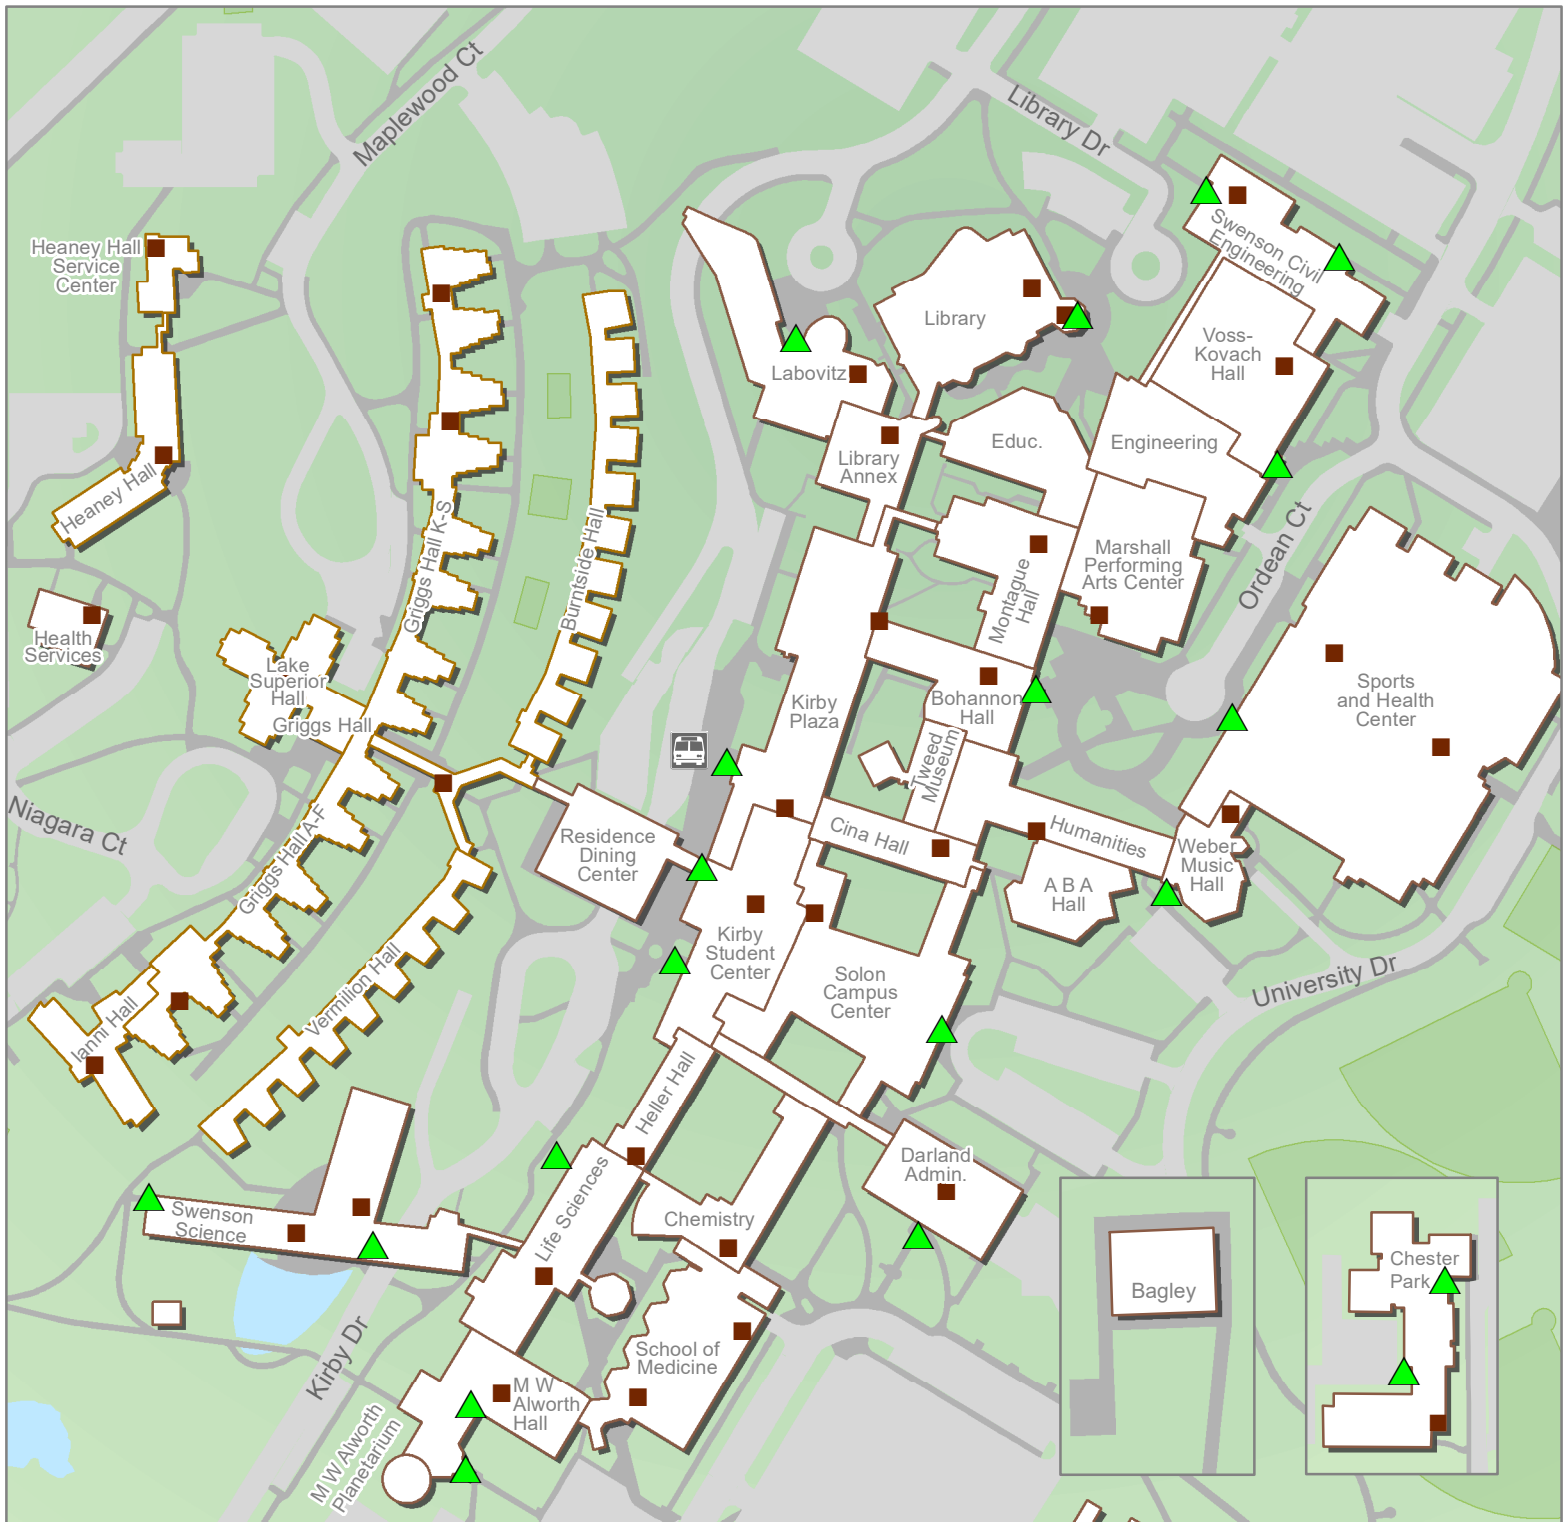 Maplewood Ct
Library Dr
Heaney Hall
Service
Center
Swenson Civil
Engineering
Library
Voss-
Kovach
Hall
Labovitz
Educ.
Engineering
Library
Annex
Heaney Hall
Griggs Hall K-S
Burntside Hall
Marshall
Performing
Arts Center
Ordean Ct
Montague
Hall
Health
Services
Lake
Superior
Hall
Griggs Hall
Kirby
Plaza
Bohannon
Hall
Sports
and Health
Center
Tweed
Museum
Niagara Ct
Griggs Hall A-F
Residence
Dining
Center
Cina Hall
Humanities
Weber
Music
Hall
A B A
Hall
Kirby
Student
Center
Solon
Campus
Center
University Dr
Vermilion Hall
Ianni Hall
Heller Hall
Darland
Admin.
Swenson
Science
Life Sciences
Chemistry
Bagley
Chester
Park
Kirby Dr
School of
Medicine
M W
Alworth
Hall
M W Alworth
Planetarium